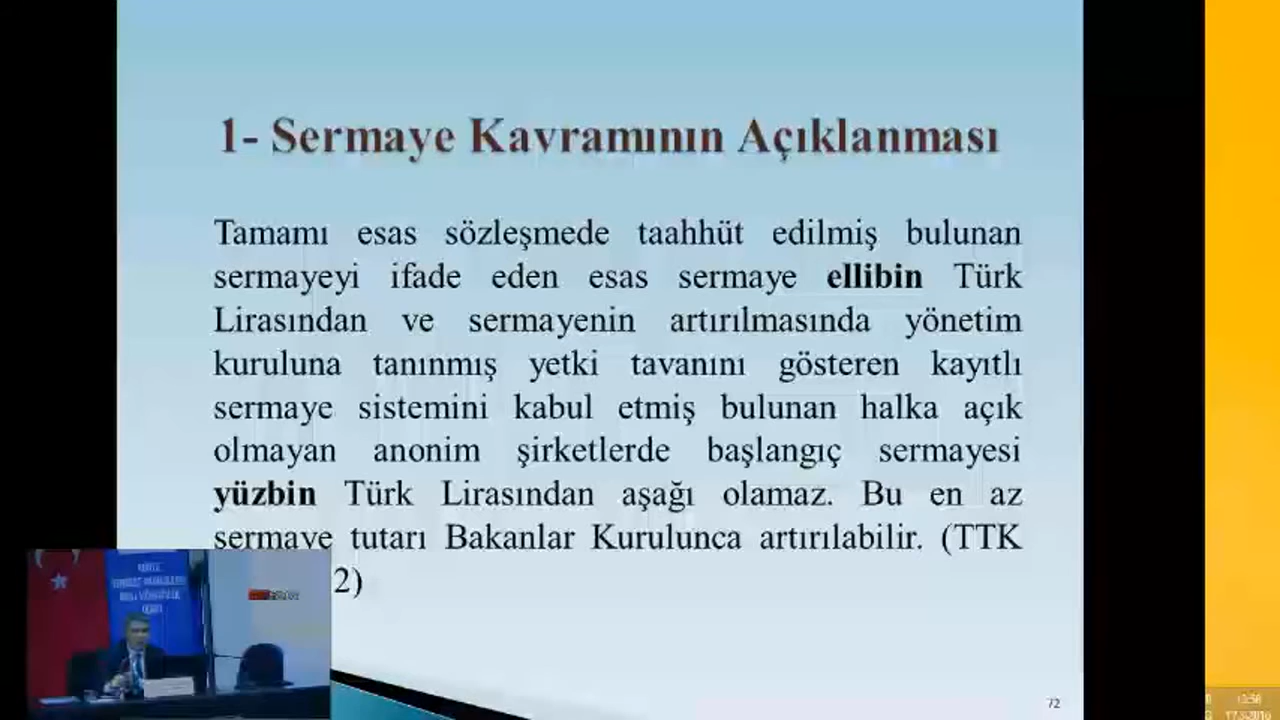 1- Sermaye Kavramının Açıklanması
Tamamı esas sözleşmede taahhüt edilmiş bulunan
sermayeyi ifade eden esas sermaye ellibin Türk
Lirasından ve sermayenin artırılmasında yönetim
kuruluna tanınmış yetki tavanını gösteren kayıtlı
sermaye sistemini kabul etmiş bulunan halka açık
olmayan anonim şirketlerde başlangıç sermayesi
yüzbin Türk Lirasından aşağı olamaz. Bu en az
sermaye tutarı Bakanlar Kurulunca artırılabilir. (TTK
2)
72